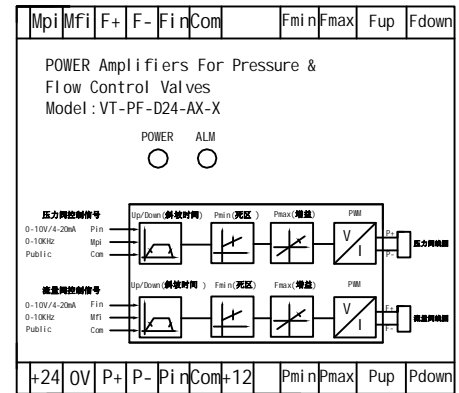 Mpi Mfi F+ F- Fin Com Fmin Fmax Fup Fdown
POWER Amplifiers For Pressure &
Flow Control Valves
Model:VT-PF-D24-AX-X
POWER ALM
压力阀控制信号 Up/Down(斜坡时间) Pmin(死区 ) Pmax(增益) PWM
0-10V/4-20mA Pin
0-10KHz Mpi
Public Com
V I P+ P- 压力阀线圈
流量阀控制信号 Up/Down(斜坡时间 ) Fmin(死区) Fmax(增益) PWM
0-10V/4-20mA Fin
0-10KHz Mfi
Public Com
V I F+ F- 流量阀线圈
+24 0V P+ P- Pin Com +12 Pmin Pmax Pup Pdown